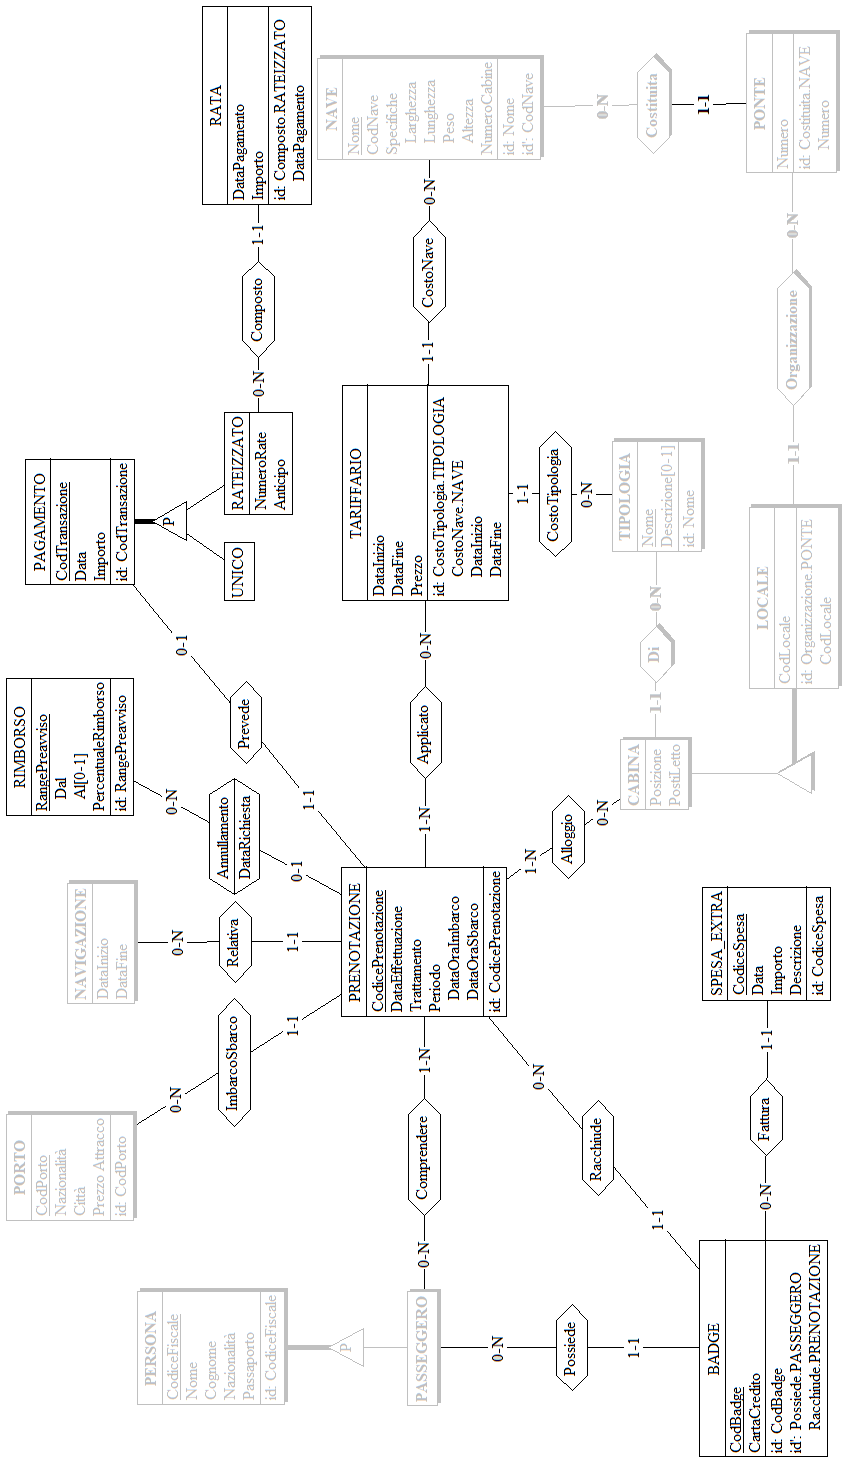 PORTO
CodPorto
Nazionalità
Città
Prezzo Attracco
id: CodPorto
0-N
ImbarcoSbarco
1-1
NAVIGAZIONE
DataInizio
DataFine
0-N
Relativa
1-1
RIMBORSO
RangePreavviso
Dal
Al[0-1]
PercentualeRimborso
id: RangePreavviso
0-N
Annullamento
DataRichiesta
0-1
PAGAMENTO
CodTransazione
Data
Importo
id: CodTransazione
0-1
Prevede
1-1
P
UNICO
RATEIZZATO
NumeroRate
Anticipo
0-N
Composto
1-1
RATA
DataPagamento
Importo
id: Composto.RATEIZZATO
DataPagamento
PERSONA
CodiceFiscale
Nome
Cognome
Nazionalità
Passaporto
id: CodiceFiscale
P
PASSEGGERO
0-N
Comprendere
1-N
PRENOTAZIONE
CodicePrenotazione
DataEffettuazione
Trattamento
Periodo
DataOraImbarco
DataOraSbarco
id: CodicePrenotazione
1-N
Applicato
0-N
TARIFFARIO
DataInizio
DataFine
Prezzo
id: CostoTipologia.TIPOLOGIA
CostoNave.NAVE
DataInizio
DataFine
1-1
CostoNave
0-N
NAVE
Nome
CodNave
Specifiche
Larghezza
Lunghezza
Peso
Altezza
NumeroCabine
id: Nome
id': CodNave
0-N
Costituita
1-1
PONTE
Numero
id: Costituita.NAVE
Numero
0-N
Organizzazione
1-1
LOCALE
CodLocale
id: Organizzazione.PONTE
CodLocale
1-1
CostoTipologia
0-N
TIPOLOGIA
Nome
Descrizione[0-1]
id: Nome
0-N
Di
1-1
CABINA
Posizione
PostiLetto
0-N
Alloggio
1-N
0-N
Racchiude
1-1
0-N
Possiede
1-1
BADGE
CodBadge
CartaCredito
id: CodBadge
id': Possiede.PASSEGGERO
Racchiude.PRENOTAZIONE
0-N
Fattura
1-1
SPESA_EXTRA
CodiceSpesa
Data
Importo
Descrizione
id: CodiceSpesa